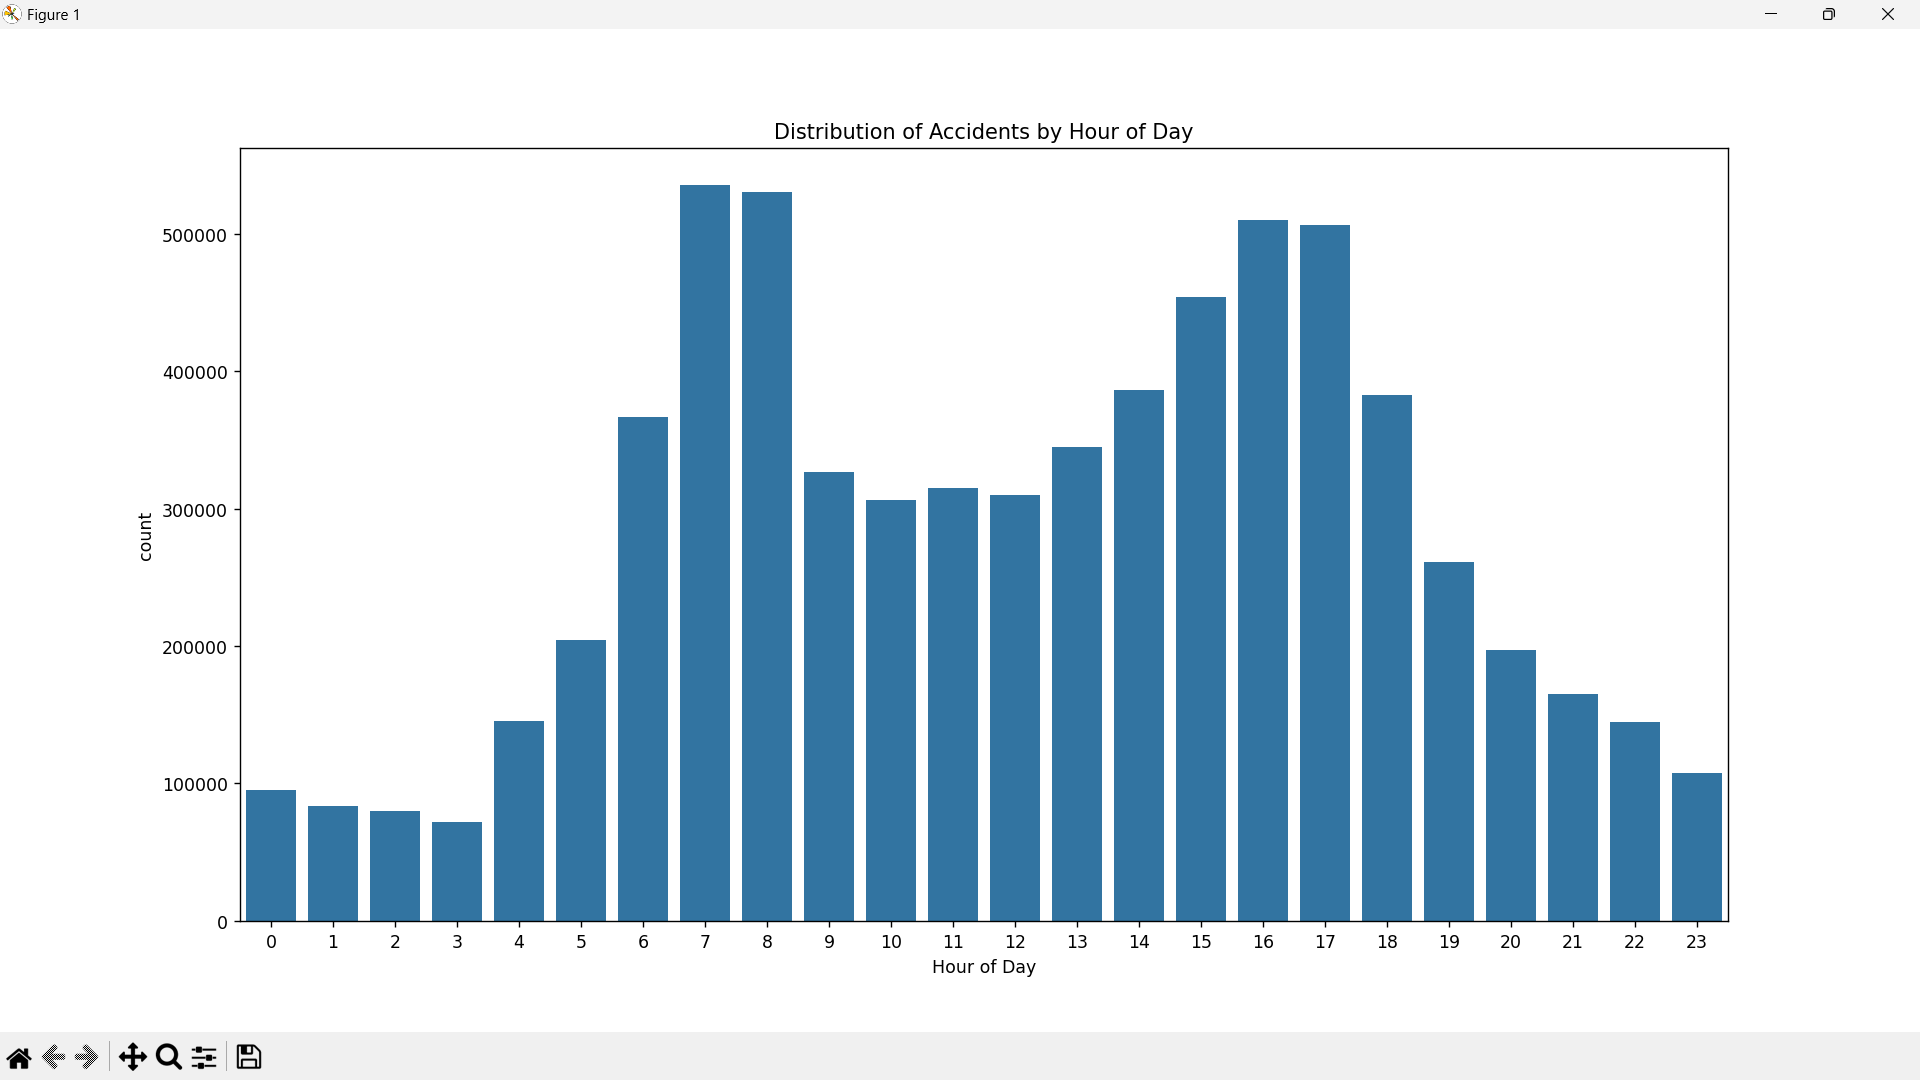 Figure 1
Distribution of Accidents by Hour of Day
500000
400000
300000
200000
100000
0
count
0 1 2 3 4 5 6 7 8 9 10 11 12 13 14 15 16 17 18 19 20 21 22 23
Hour of Day